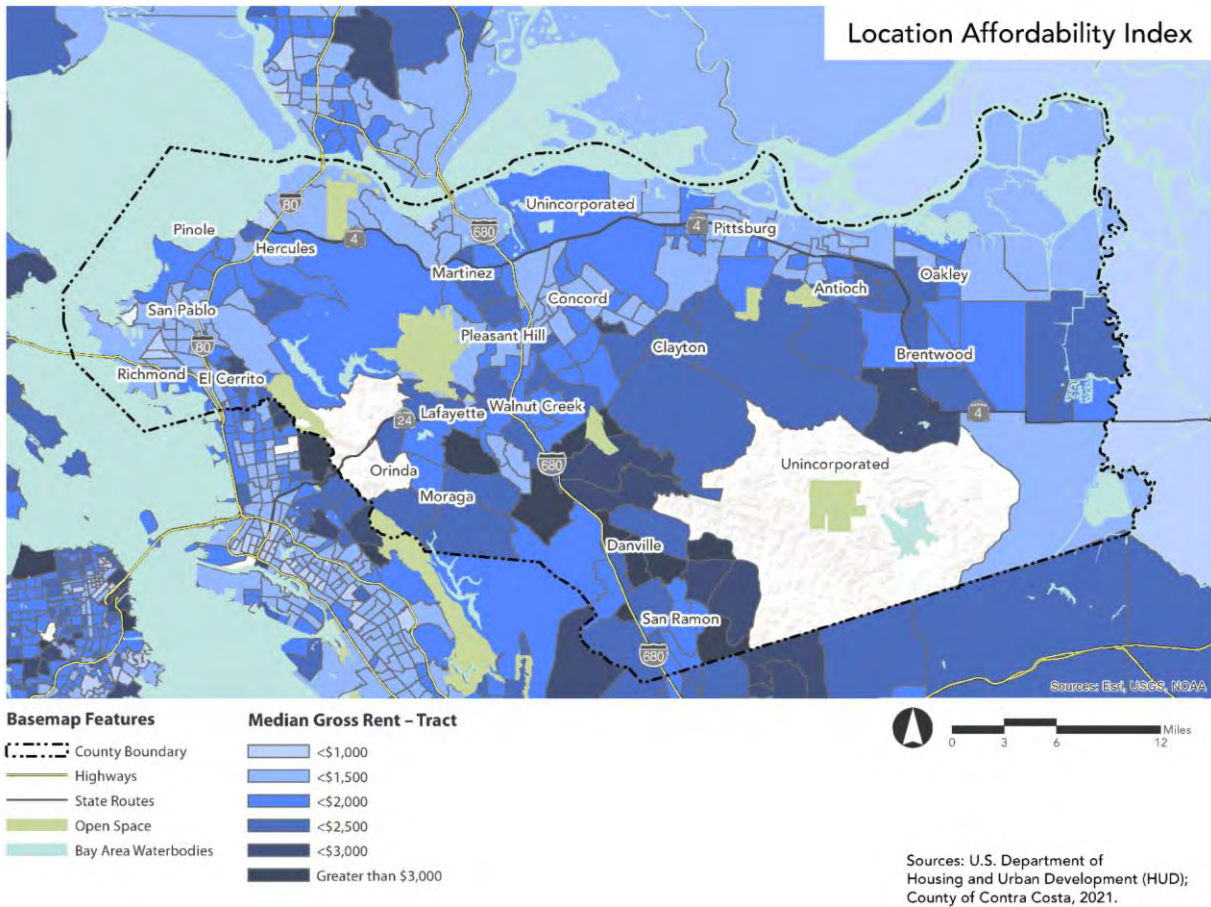 Location Affordability Index
80
Pinole
Hercules
4
680
Unincorporated
4
Pittsburg
Martinez
Oakley
Antioch
San Pablo
Concord
80
Pleasant Hill
Clayton
Brentwood
Richmond
El Cerrito
Lafayette
Walnut Creek
24
4
Orinda
680
Unincorporated
Moraga
Danville
San Ramon
680
Sources: Esri, USGS, NOAA
Basemap Features
County Boundary
Highways
State Routes
Open Space
Bay Area Waterbodies
Median Gross Rent – Tract
<$1,000
<$1,500
<$2,000
<$2,500
<$3,000
Greater than $3,000
Miles
0 3 6 12
Sources: U.S. Department of
Housing and Urban Development (HUD);
County of Contra Costa, 2021.